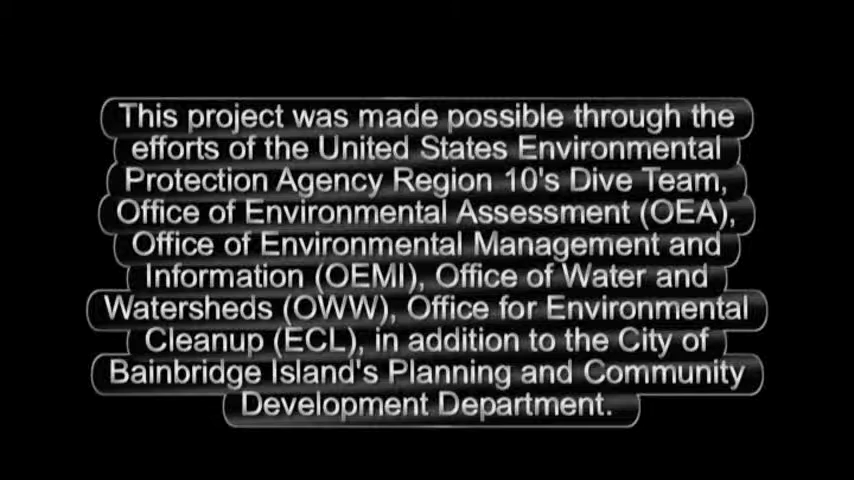 This project was made possible through the
efforts of the United States Environmental
Protection Agency Region 10's Dive Team,
Office of Environmental Assessment (OEA),
Office of Environmental Management and
Information (OEMI), Office of Water and
Watersheds (OWW), Office for Environmental
Cleanup (ECL), in addition to the City of
Bainbridge Island's Planning and Community
Development Department.